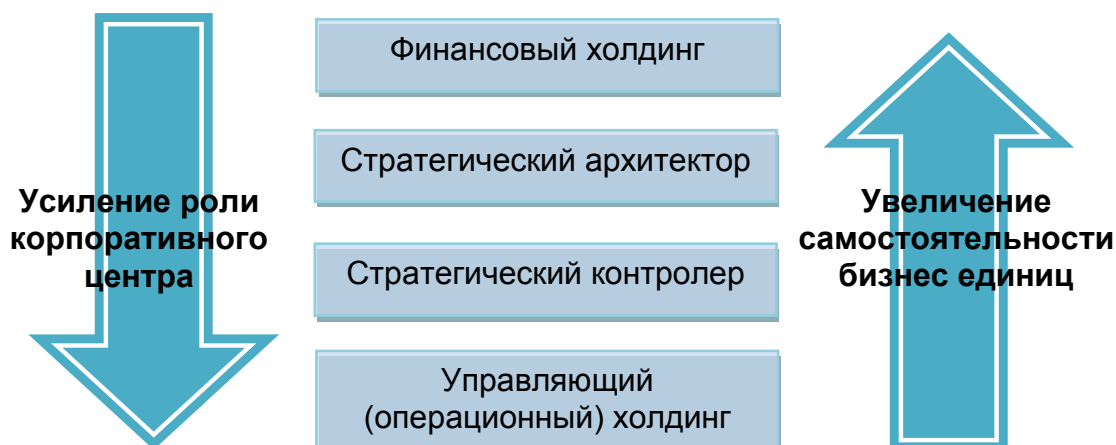 Финансовый холдинг
Стратегический архитектор
Усиление роли
корпоративного
центра
Увеличение
самостоятельности
бизнес единиц
Стратегический контролер
Управляющий
(операционный) холдинг